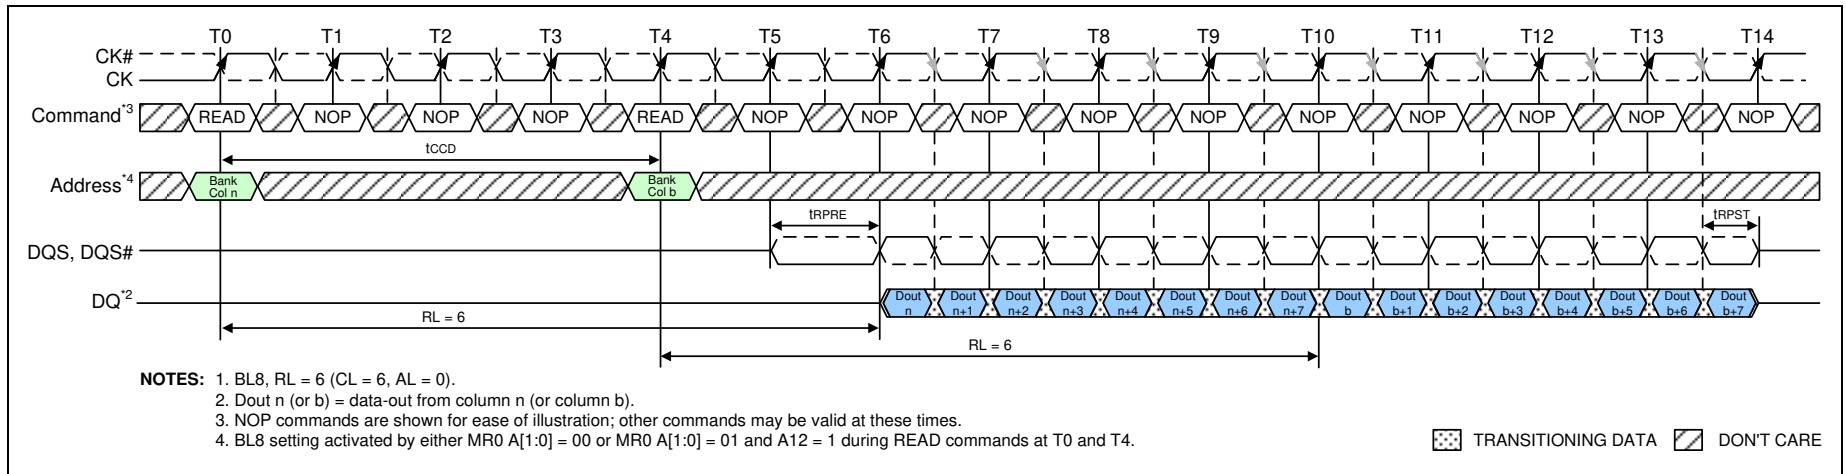 T0 T1 T2 T3 T4 T5 T6 T7 T8 T9 T10 T11 T12 T13 T14
CK#
CK
Command*3 READ NOP NOP NOP READ NOP NOP NOP NOP NOP NOP NOP NOP NOP NOP
tCCD
Address*4 Bank Col n Bank Col b
tRPRE tRPST
DQS, DQS#
DQ*2 Dout n Dout n+1 Dout n+2 Dout n+3 Dout n+4 Dout n+5 Dout n+6 Dout n+7 Dout b Dout b+1 Dout b+2 Dout b+3 Dout b+4 Dout b+5 Dout b+6 Dout b+7
RL = 6
RL = 6
NOTES: 1. BL8, RL = 6 (CL = 6, AL = 0).
2. Dout n (or b) = data-out from column n (or column b).
3. NOP commands are shown for ease of illustration; other commands may be valid at these times.
4. BL8 setting activated by either MR0 A[1:0] = 00 or MR0 A[1:0] = 01 and A12 = 1 during READ commands at T0 and T4.
TRANSITIONING DATA DON'T CARE